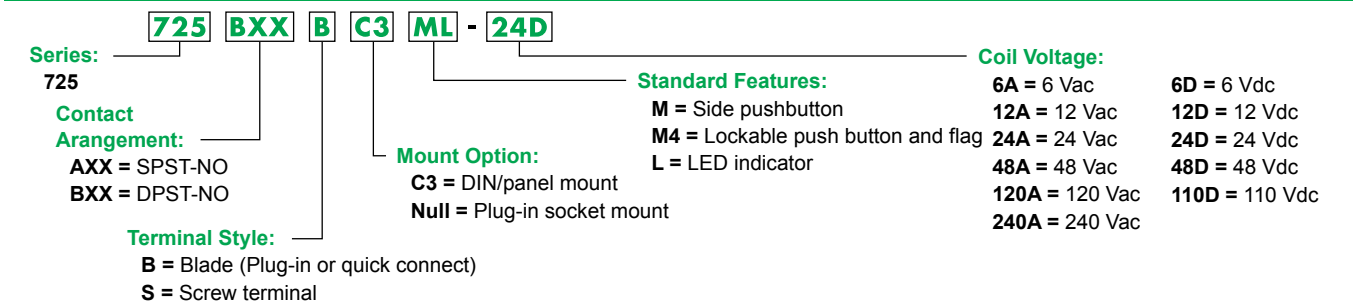 725 BXX B C3 ML - 24D
Series:
725
Contact
Arangement:
AXX = SPST-NO
BXX = DPST-NO
Terminal Style:
B = Blade (Plug-in or quick connect)
S = Screw terminal
Mount Option:
C3 = DIN/panel mount
Null = Plug-in socket mount
Standard Features:
M = Side pushbutton
M4 = Lockable push button and flag
L = LED indicator
Coil Voltage:
6A = 6 Vac
12A = 12 Vac
24A = 24 Vac
48A = 48 Vac
120A = 120 Vac
240A = 240 Vac
6D = 6 Vdc
12D = 12 Vdc
24D = 24 Vdc
48D = 48 Vdc
110D = 110 Vdc